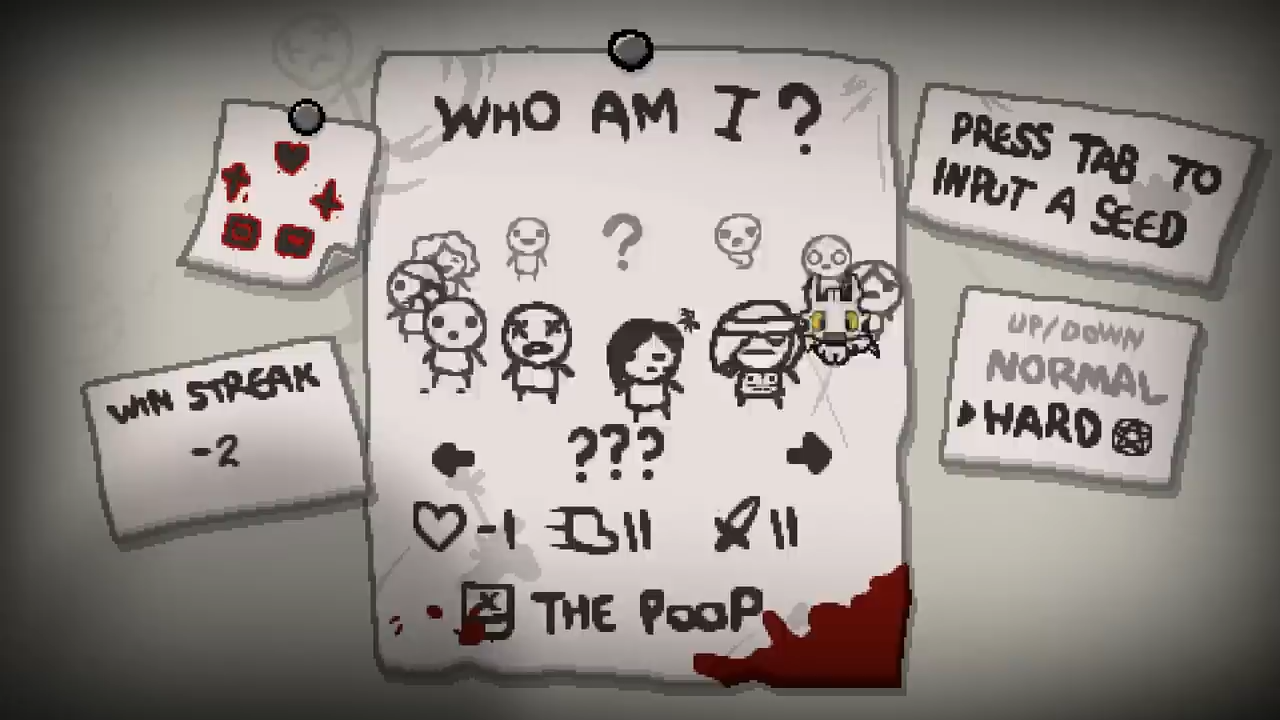 WHO AM I?
PRESS TAB TO
INPUT A SEED
?
UP/DOWN
NORMAL
HARD
WIN STREAK
-2
???
-1
THE POOP